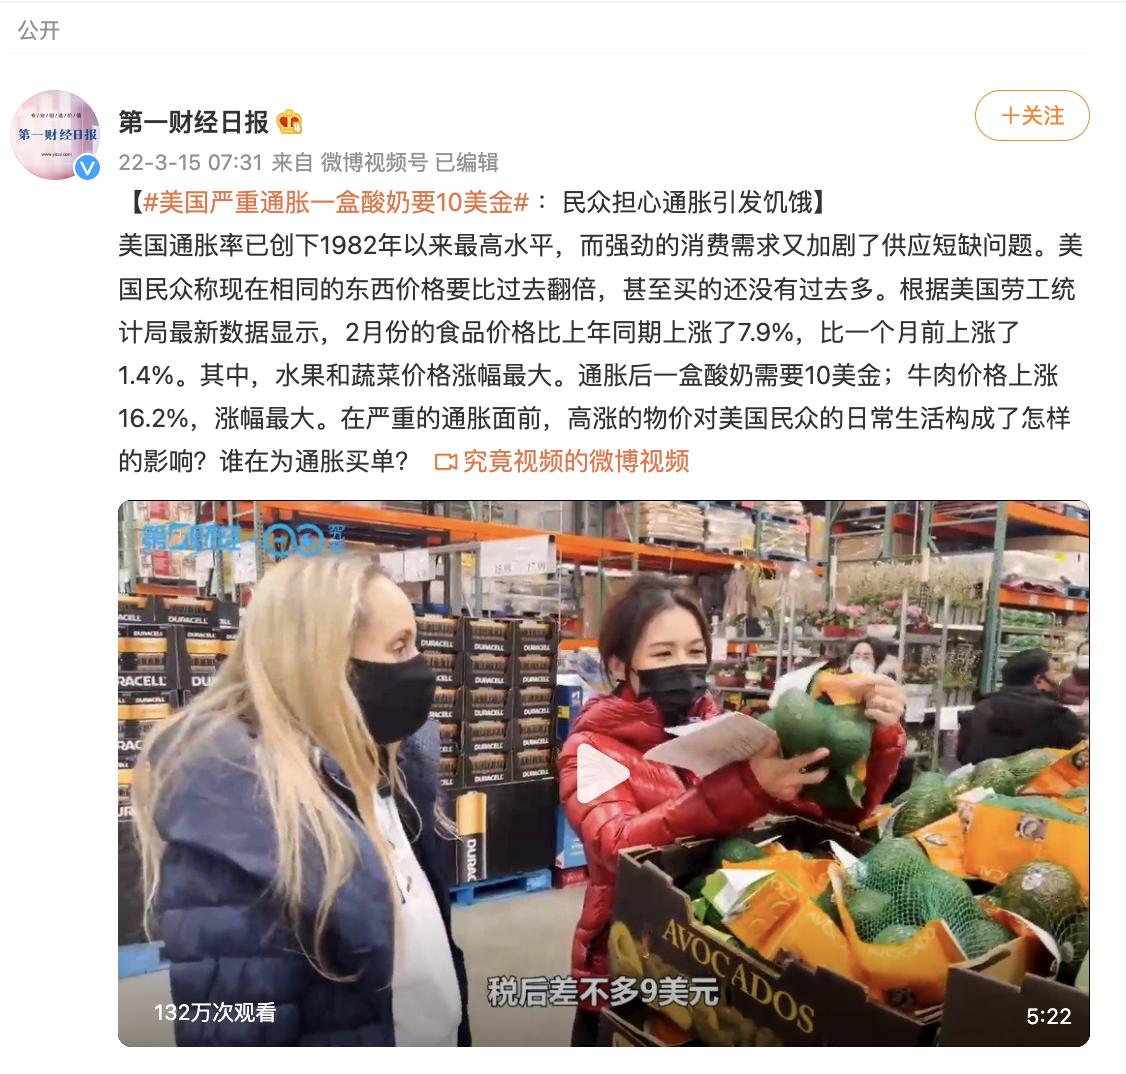 公开
专/业/创/造/价/值
第一财经日报
www.yicai.com
V
第一财经日报
＋关注
22-3-15 07:31 来自 微博视频号 已编辑
【#美国严重通胀一盒酸奶要10美金#： 民众担心通胀引发饥饿】
美国通胀率已创下1982年以来最高水平，而强劲的消费需求又加剧了供应短缺问题。美
国民众称现在相同的东西价格要比过去翻倍，甚至买的还没有过去多。根据美国劳工统
计局最新数据显示，2月份的食品价格比上年同期上涨了7.9%，比一个月前上涨了
1.4%。其中，水果和蔬菜价格涨幅最大。通胀后一盒酸奶需要10美金；牛肉价格上涨
16.2%，涨幅最大。在严重的通胀面前，高涨的物价对美国民众的日常生活构成了怎样
的影响？谁在为通胀买单？ 究竟视频的微博视频
第一财经
DURACELL
AVOCADOS
税后差不多9美元
132万次观看
5:22